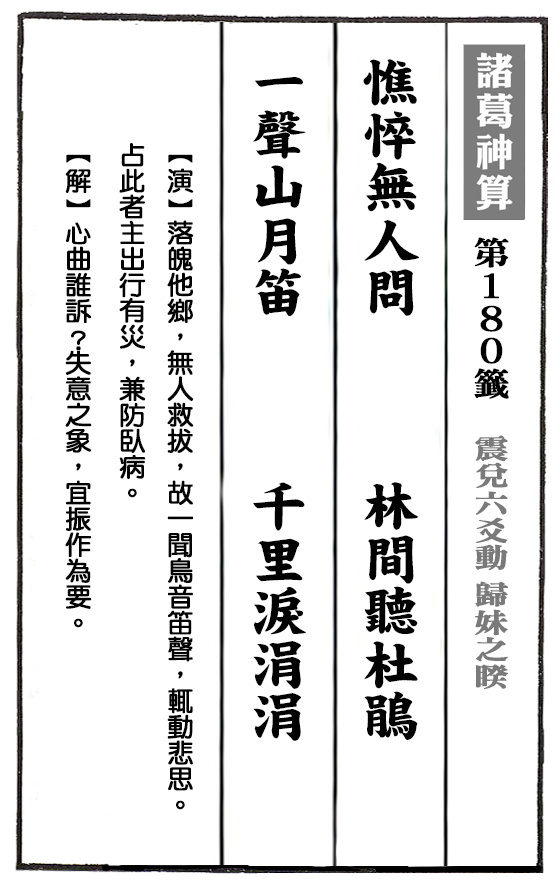 諸葛神算 第180籤 震兌六爻動 歸妹之睽
憔悴無人問 林間聽杜鵑
一聲山月笛 千里淚涓涓
【演】落魄他鄉，無人救拔，故一聞鳥音笛聲，輒動悲思。
占此者主出行有災，兼防臥病。
【解】心曲誰訴？失意之象，宜振作為要。